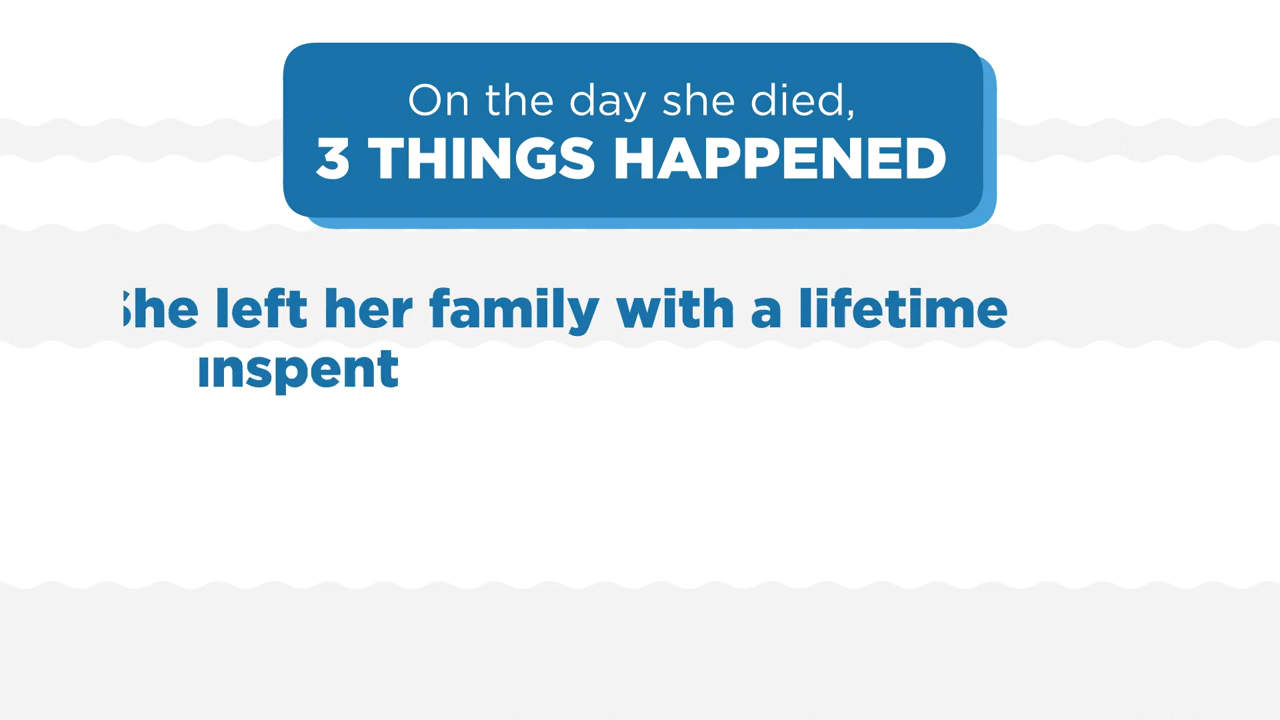 On the day she died,
3 THINGS HAPPENED
She left her family with a lifetime
unspent